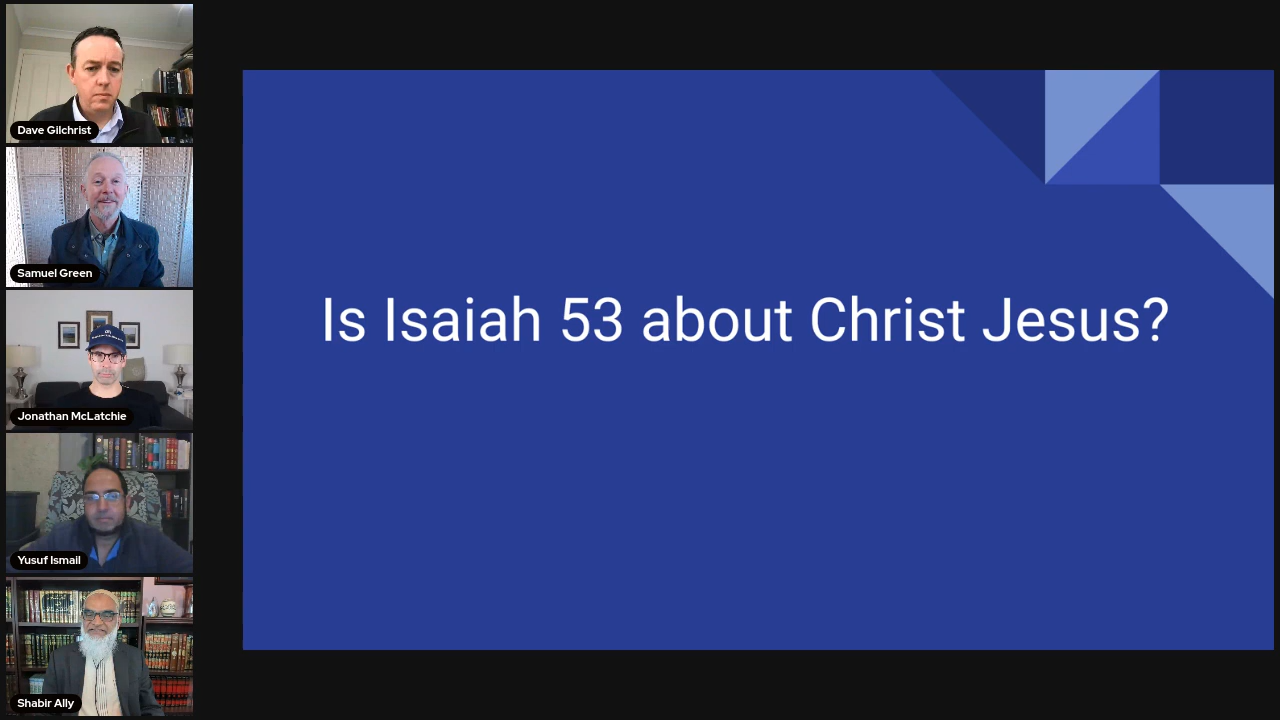 Dave Gilchrist
Samuel Green
Jonathan McLatchie
Yusuf Ismail
Shabir Ally
Is Isaiah 53 about Christ Jesus?